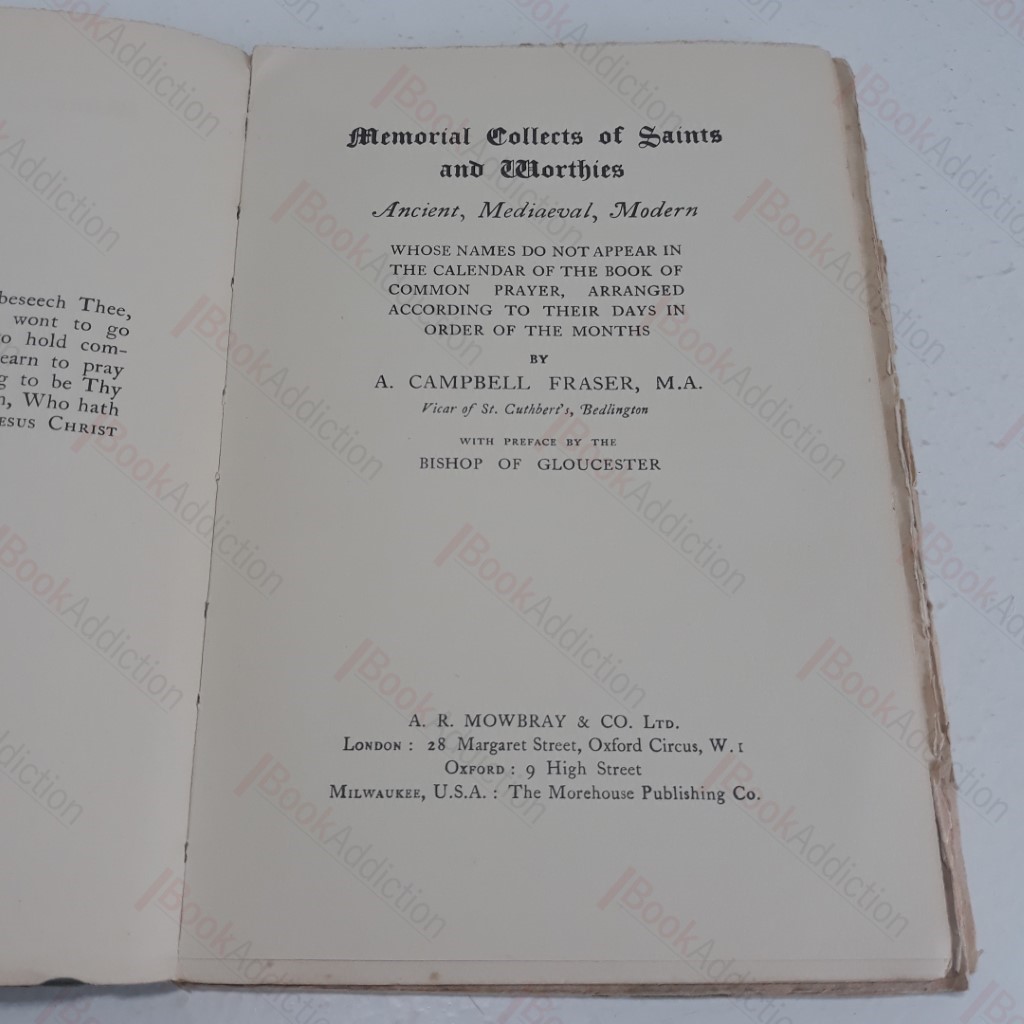 beseech Thee,
wont to go
o hold com-
earn to pray
g to be Thy
n, Who hath
ESUS CHRIST
Memorial Collects of Saints
and Worthies
Ancient, Mediaeval, Modern
WHOSE NAMES DO NOT APPEAR IN
THE CALENDAR OF THE BOOK OF
COMMON PRAYER, ARRANGED
ACCORDING TO THEIR DAYS IN
ORDER OF THE MONTHS
BY
A. CAMPBELL FRASER, M.A.
Vicar of St. Cuthbert's, Bedlington
WITH PREFACE BY THE
BISHOP OF GLOUCESTER
A. R. MOWBRAY & CO. LTD.
LONDON : 28 Margaret Street, Oxford Circus, W.1
OXFORD : 9 High Street
MILWAUKEE, U.S.A. : The Morehouse Publishing Co.
BookAddiction